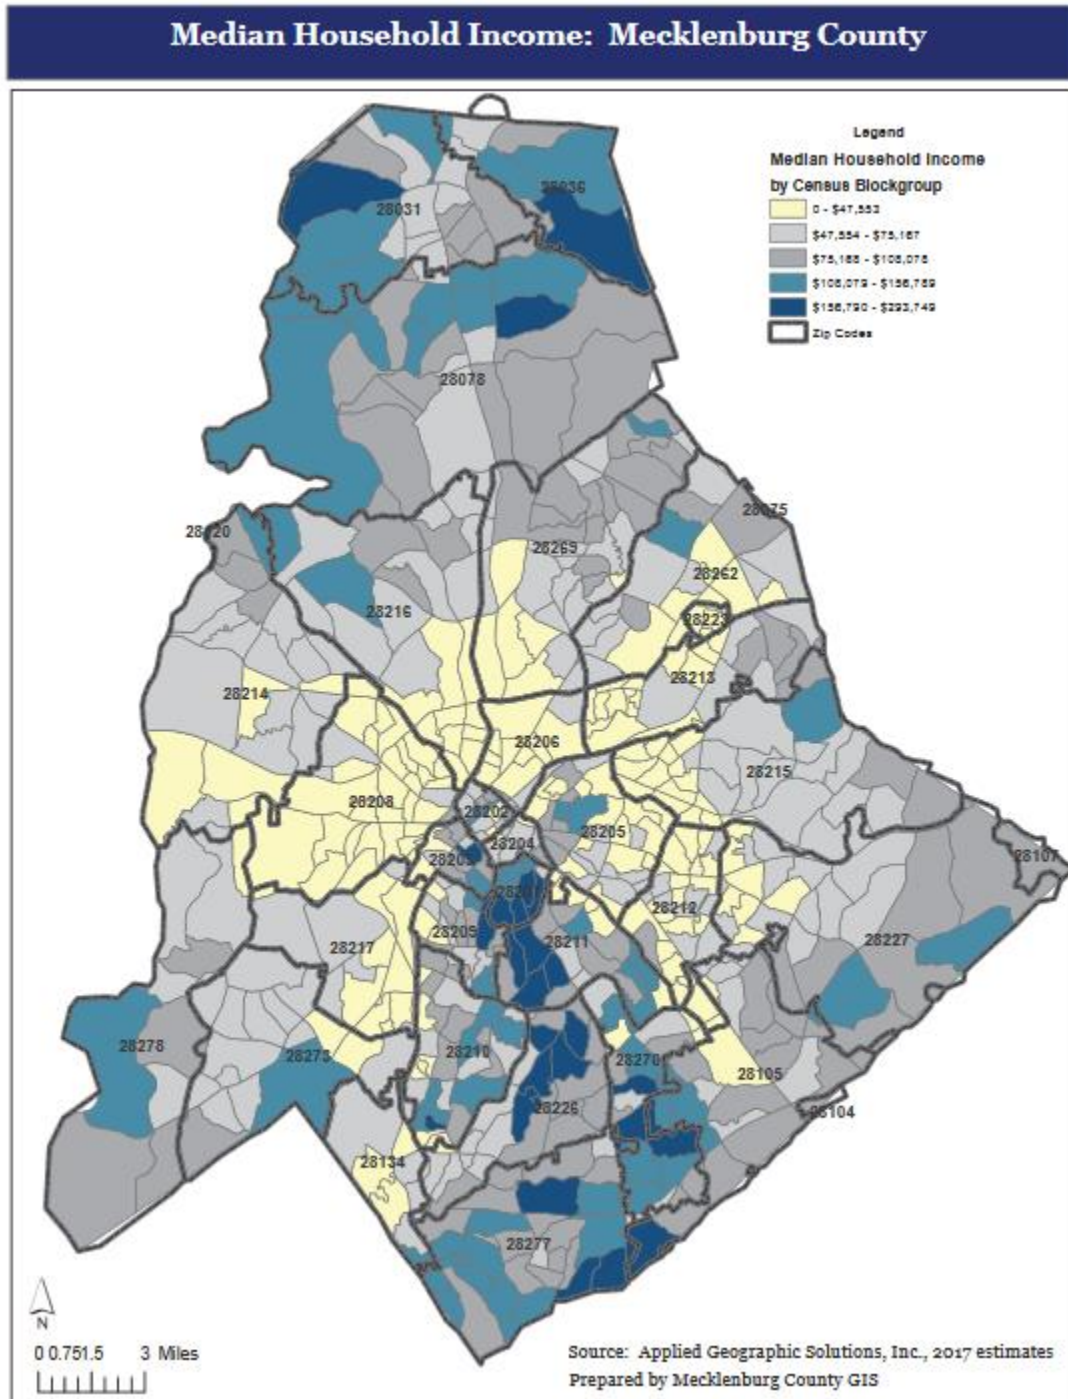 Median Household Income: Mecklenburg County
Legend
Median Household Income
by Census Blockgroup
0 - $47,553
$47,554 - $75,167
$75,168 - $108,078
$108,079 - $156,789
$156,790 - $293,749
Zip Codes
28036
28031
28078
28075
28120
28269
28262
28216
28223
28213
28214
28206
28215
28208
28202
28205
28204
28203
28107
28207
28212
28209
28211
28217
28227
28278
28273
28210
28270
28105
28226
28104
28134
28277
N
0 0.75 1.5 3 Miles
Source: Applied Geographic Solutions, Inc., 2017 estimates
Prepared by Mecklenburg County GIS